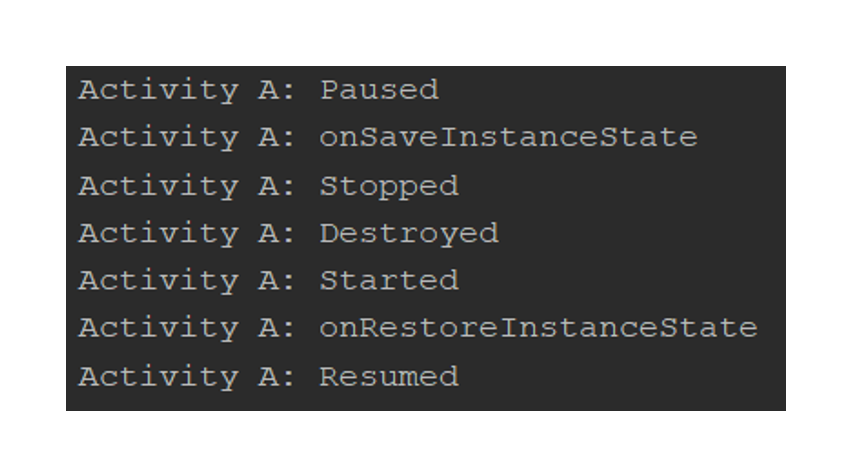 Activity A: Paused
Activity A: onSaveInstanceState
Activity A: Stopped
Activity A: Destroyed
Activity A: Started
Activity A: onRestoreInstanceState
Activity A: Resumed